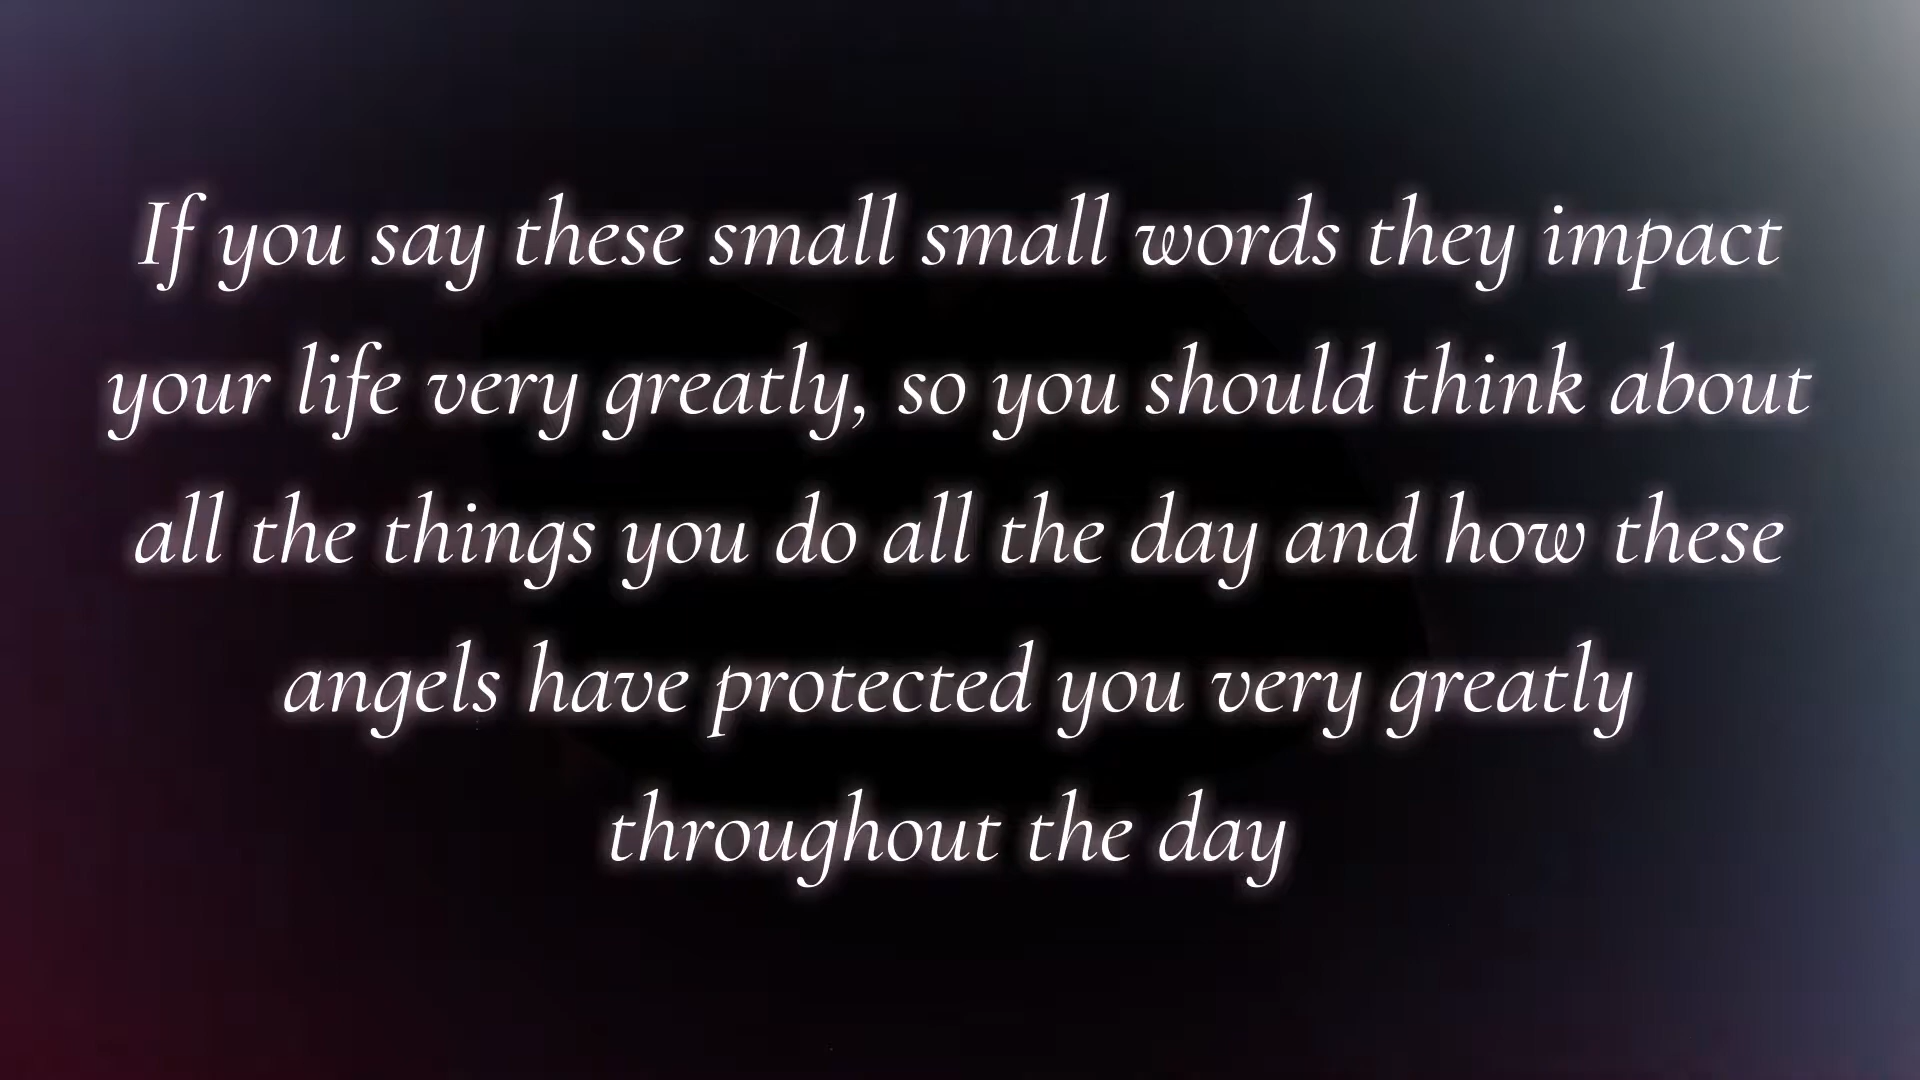 If you say these small small words they impact
your life very greatly, so you should think about
all the things you do all the day and how these
angels have protected you very greatly
throughout the day